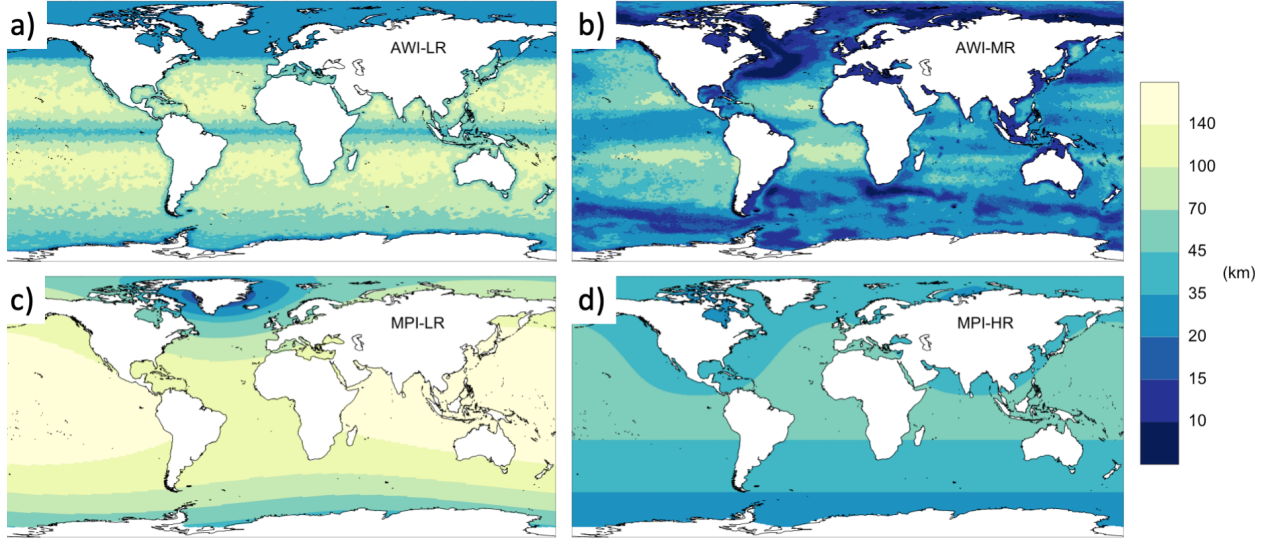 a)
AWI-LR
b)
AWI-MR
c)
MPI-LR
d)
MPI-HR
140
100
70
45
(km)
35
20
15
10